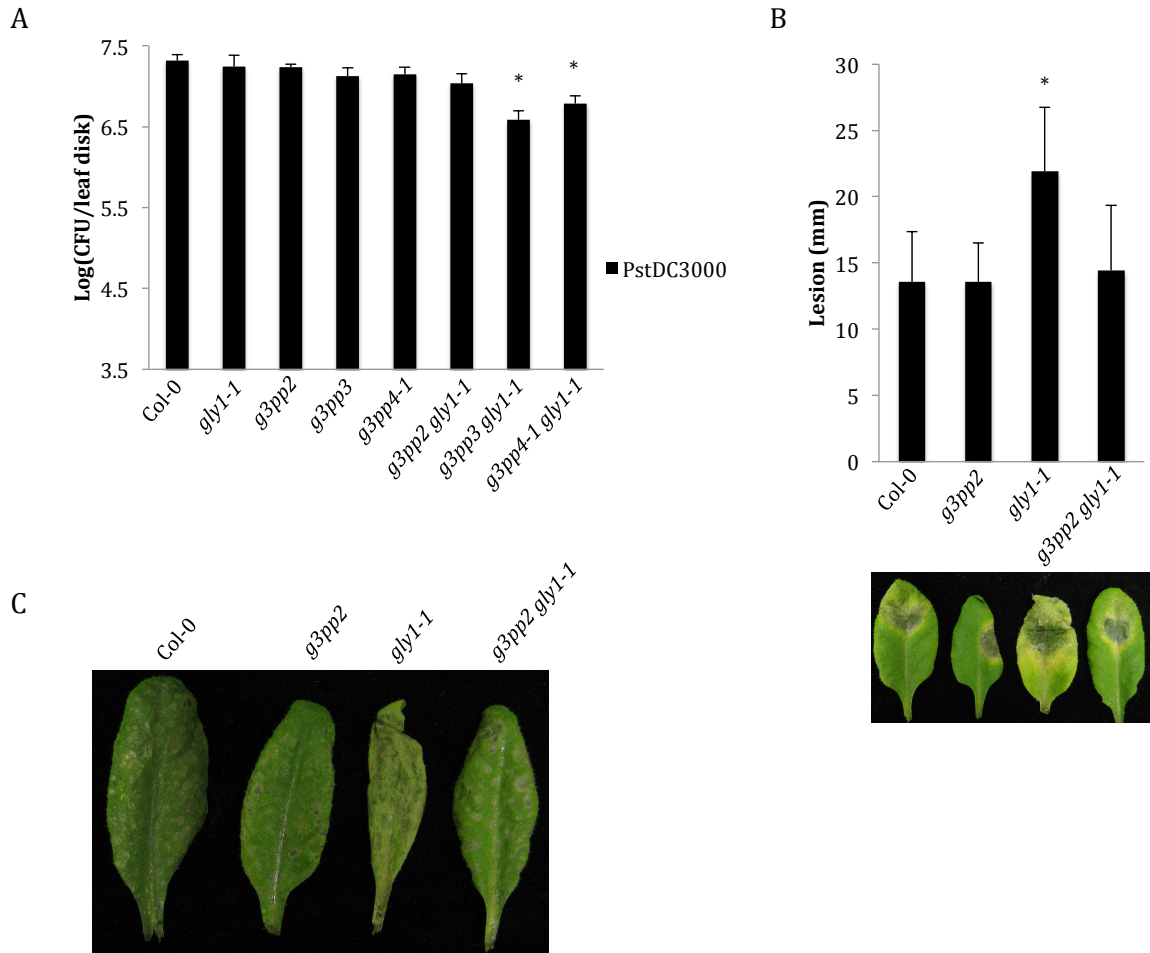 A
Log(CFU/leaf disk)
7.5
6.5
5.5
4.5
3.5
* *
PstDC3000
Col-0
gly1-1
g3pp2
g3pp3
g3pp4-1
g3pp2 gly1-1
g3pp3 gly1-1
g3pp4-1 gly1-1
B
Lesion (mm)
30
25
20
15
10
5
0
*
Col-0
g3pp2
gly1-1
g3pp2 gly1-1
C
Col-0
g3pp2
gly1-1
g3pp2 gly1-1